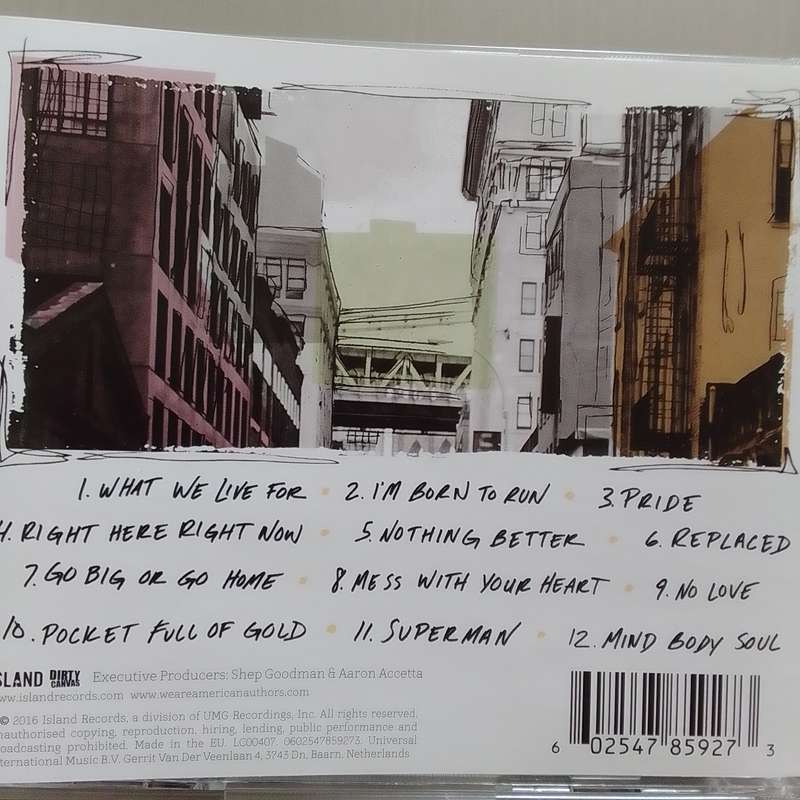 1. WHAT WE LIVE FOR • 2. I'M BORN TO RUN • 3. PRIDE
4. RIGHT HERE RIGHT NOW • 5. NOTHING BETTER • 6. REPLACED
7. GO BIG OR GO HOME • 8. MESS WITH YOUR HEART • 9. NO LOVE
10. POCKET FULL OF GOLD • 11. SUPERMAN • 12. MIND BODY SOUL
ISLAND DIRTY CANVAS Executive Producers: Shep Goodman & Aaron Accetta
www.islandrecords.com www.weareamericanauthors.com
© 2016 Island Records, a division of UMG Recordings, Inc. All rights reserved.
unauthorised copying, reproduction, hiring, lending, public performance and
broadcasting prohibited. Made in the EU. LC00407. 0602547859273. Universal
International Music B.V. Gerrit Van Der Veenlaan 4, 3743 Dn, Baarn, Netherlands
6 02547 85927 3